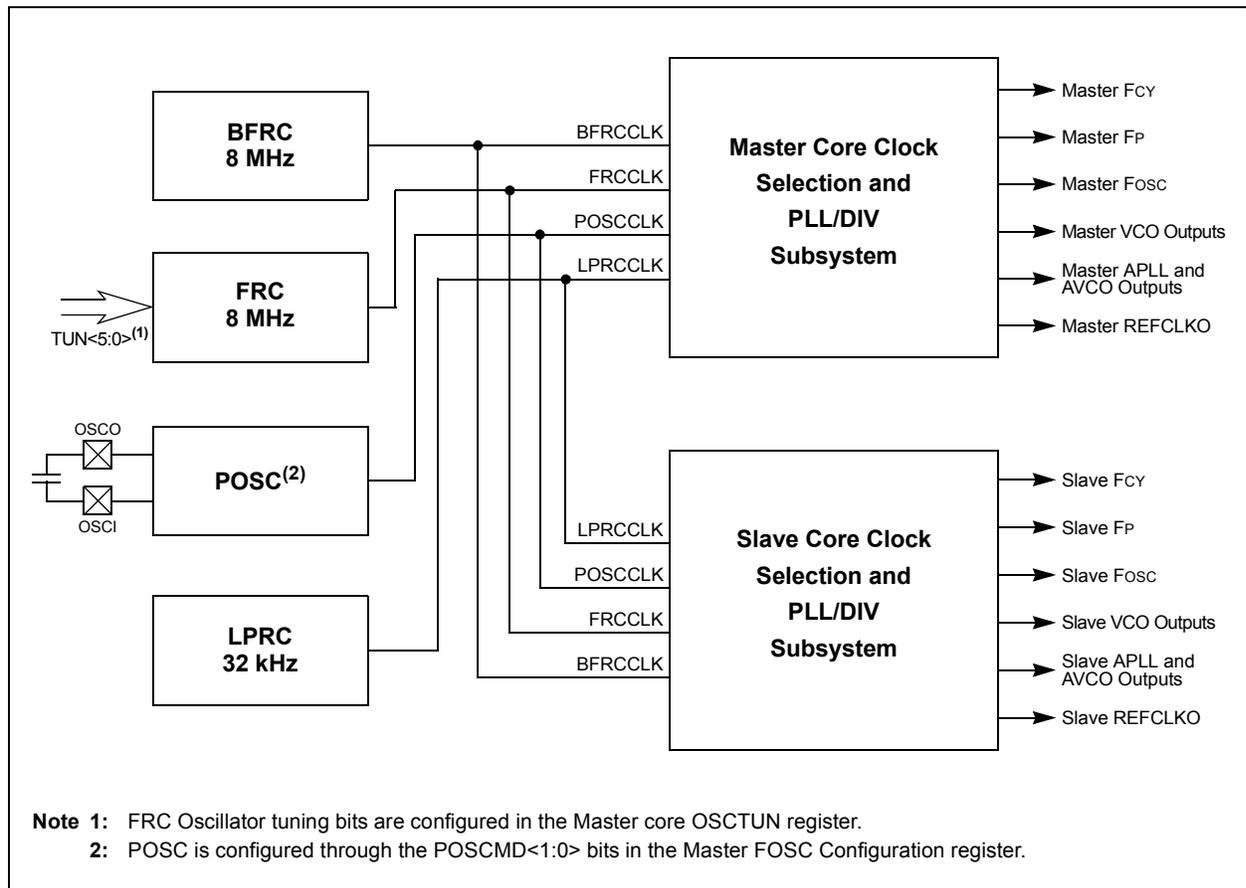 BFRC
8 MHz
FRC
8 MHz
TUN<5:0>(1)
OSCO
OSCI
POSC(2)
LPRC
32 kHz
BFRCCLK
FRCCLK
POSCCLK
LPRCCLK
Master Core Clock
Selection and
PLL/DIV
Subsystem
Master FCY
Master FP
Master FOSC
Master VCO Outputs
Master APLL and
AVCO Outputs
Master REFCLKO
LPRCCLK
POSCCLK
FRCCLK
BFRCCLK
Slave Core Clock
Selection and
PLL/DIV
Subsystem
Slave FCY
Slave FP
Slave FOSC
Slave VCO Outputs
Slave APLL and
AVCO Outputs
Slave REFCLKO
Note 1: FRC Oscillator tuning bits are configured in the Master core OSCTUN register.
2: POSC is configured through the POSCMD<1:0> bits in the Master FOSC Configuration register.